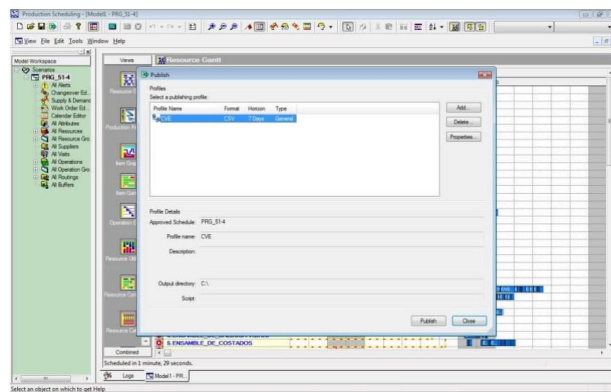 Production Scheduling - [Model1 - PRG_51-4]
View File Edit Tools Window Help
Model Workspace
Scenarios
PRG_51-4
All Alerts
Changeover Ed...
Supply & Demand
Work Order Ed...
Calendar Editor
All Attributes
All Resources
All Resource Gro
All Suppliers
All Visits
All Operations
All Operation Gro
All Routings
All Buffers
Views
Resource Gantt
Publish
Profiles
Select a publishing profile
Profile Name Format Horizon Type
CVE CSV 7 Days General
Add...
Delete...
Properties...
Profile Details
Approved Schedule: PRG_51-4
Profile name: CVE
Description:
Output directory: C:\
Script:
Publish Close
5.ENSAMBLE_DE_COSTADOS
Combined
Scheduled in 1 minute, 29 seconds.
Logs Model1 - PR...
Select an object on which to get Help